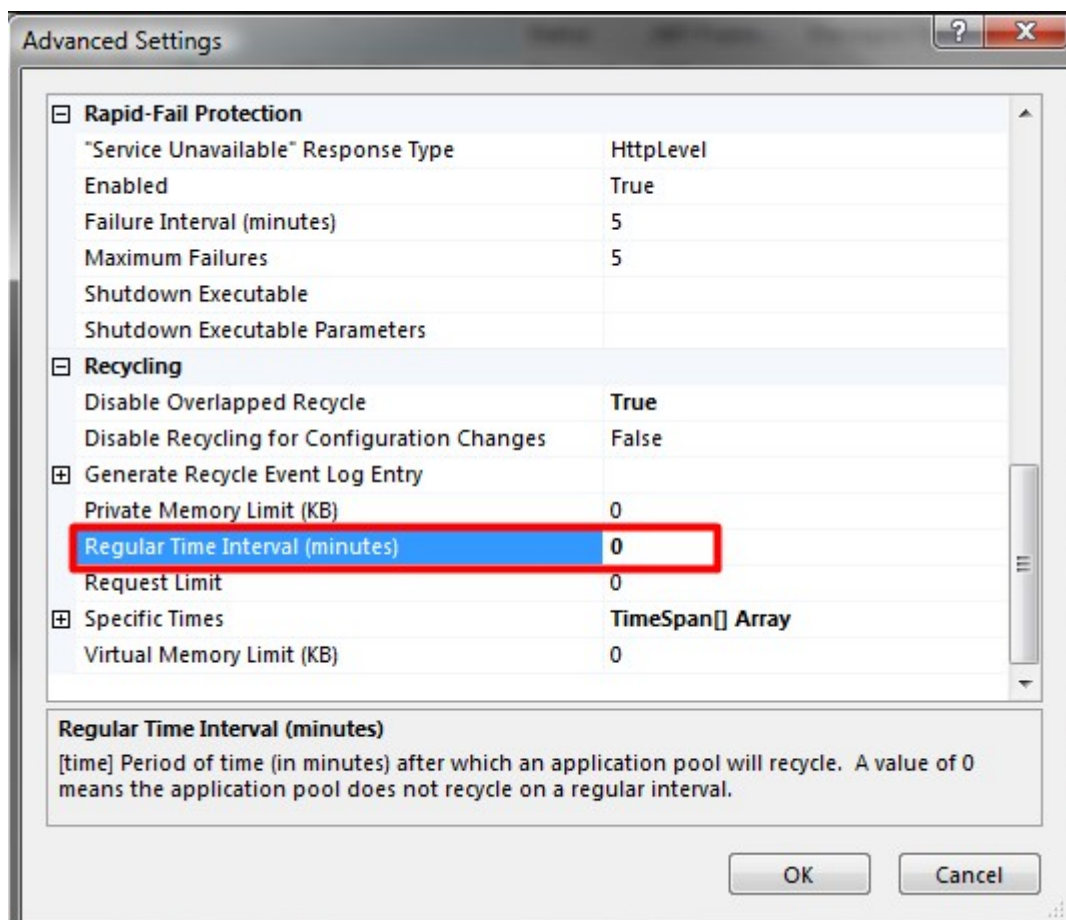 Advanced Settings
Rapid-Fail Protection
"Service Unavailable" Response Type HttpLevel
Enabled True
Failure Interval (minutes) 5
Maximum Failures 5
Shutdown Executable
Shutdown Executable Parameters
Recycling
Disable Overlapped Recycle True
Disable Recycling for Configuration Changes False
Generate Recycle Event Log Entry
Private Memory Limit (KB) 0
Regular Time Interval (minutes) 0
Request Limit 0
Specific Times TimeSpan[] Array
Virtual Memory Limit (KB) 0
Regular Time Interval (minutes)
[time] Period of time (in minutes) after which an application pool will recycle.  A value of 0
means the application pool does not recycle on a regular interval.
OK Cancel